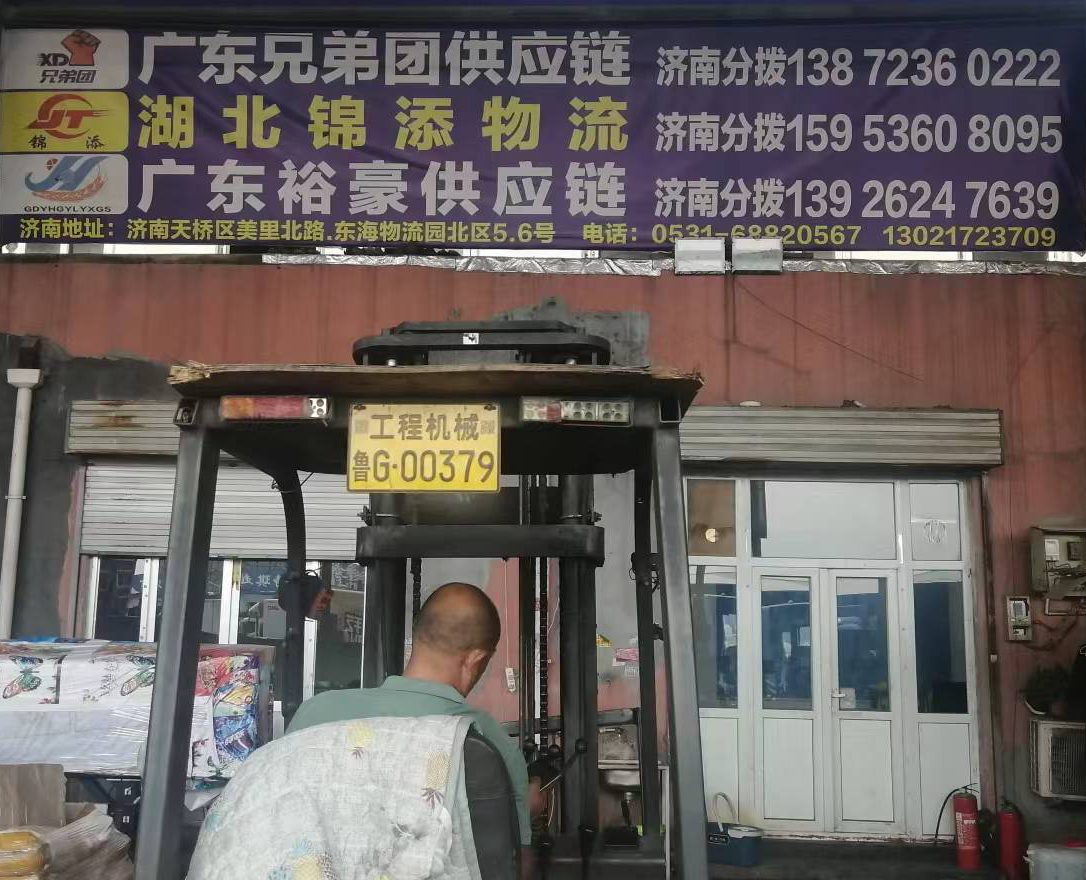 XD
兄弟团
广东兄弟团供应链 济南分拨138 7236 0222
JT
锦添
湖北锦添物流 济南分拨159 5360 8095
GDYHGYLYXGS
广东裕豪供应链 济南分拨139 2624 7639
济南地址：济南天桥区美里北路.东海物流园北区5.6号 电话：0531-68820567 13021723709
工程机械
鲁G·00379